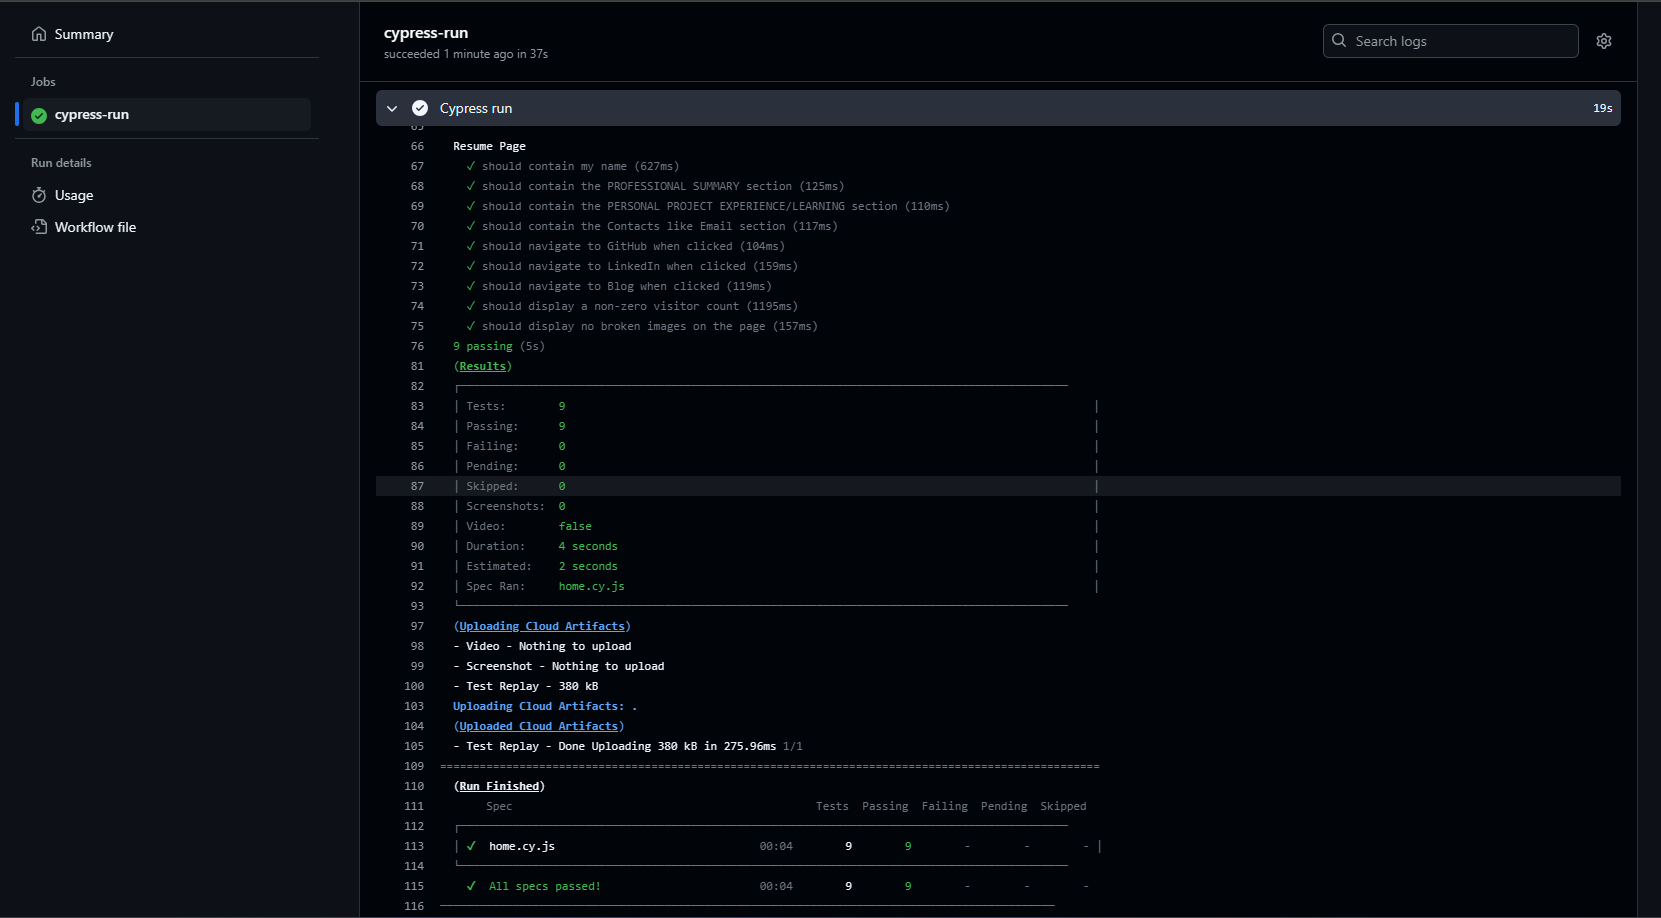 Summary
Jobs
cypress-run
Run details
Usage
Workflow file
cypress-run
succeeded 1 minute ago in 37s
Search logs
Cypress run 19s
65
66 Resume Page
67 ✓ should contain my name (627ms)
68 ✓ should contain the PROFESSIONAL SUMMARY section (125ms)
69 ✓ should contain the PERSONAL PROJECT EXPERIENCE/LEARNING section (110ms)
70 ✓ should contain the Contacts like Email section (117ms)
71 ✓ should navigate to GitHub when clicked (104ms)
72 ✓ should navigate to LinkedIn when clicked (159ms)
73 ✓ should navigate to Blog when clicked (119ms)
74 ✓ should display a non-zero visitor count (1195ms)
75 ✓ should display no broken images on the page (157ms)
76 9 passing (5s)
81 (Results)
82
83 │ Tests: 9 │
84 │ Passing: 9 │
85 │ Failing: 0 │
86 │ Pending: 0 │
87 │ Skipped: 0 │
88 │ Screenshots: 0 │
89 │ Video: false │
90 │ Duration: 4 seconds │
91 │ Estimated: 2 seconds │
92 │ Spec Ran: home.cy.js │
93
97 (Uploading Cloud Artifacts)
98 - Video - Nothing to upload
99 - Screenshot - Nothing to upload
100 - Test Replay - 380 kB
103 Uploading Cloud Artifacts: .
104 (Uploaded Cloud Artifacts)
105 - Test Replay - Done Uploading 380 kB in 275.96ms 1/1
109 ====================================================================================================
110 (Run Finished)
111 Spec Tests Passing Failing Pending Skipped
112
113 │ ✓ home.cy.js 00:04 9 9 - - - │
114
115 ✓ All specs passed! 00:04 9 9 - - -
116